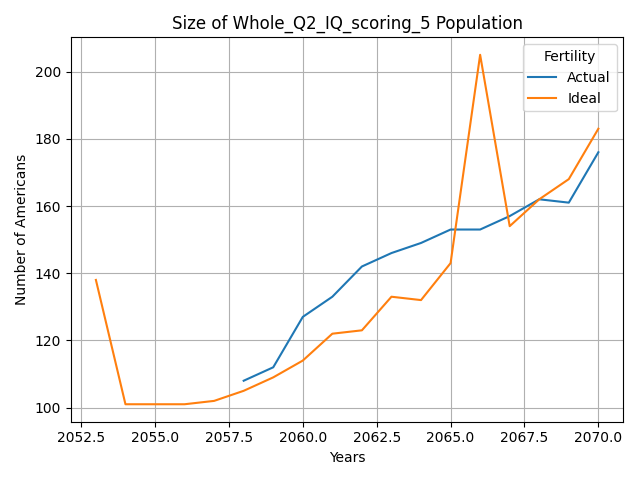 Size of Whole_Q2_IQ_scoring_5 Population
Fertility
Actual
Ideal
Number of Americans
200
180
160
140
120
100
2052.5 2055.0 2057.5 2060.0 2062.5 2065.0 2067.5 2070.0
Years